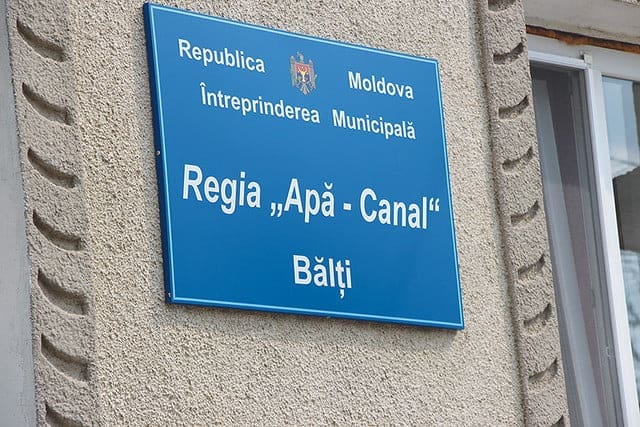 Republica Moldova
Întreprinderea Municipală
Regia „Apă - Canal“
Bălți